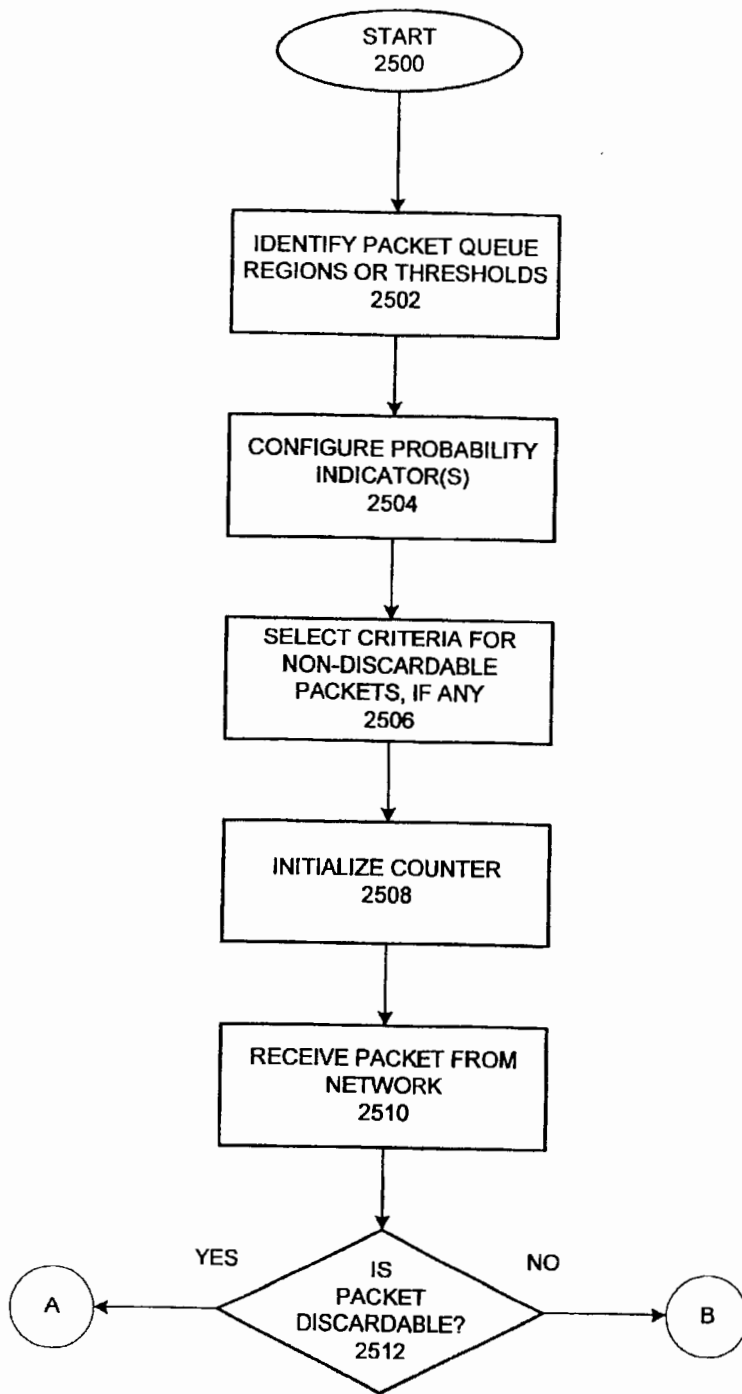 START
2500
IDENTIFY PACKET QUEUE
REGIONS OR THRESHOLDS
2502
CONFIGURE PROBABILITY
INDICATOR(S)
2504
SELECT CRITERIA FOR
NON-DISCARDABLE
PACKETS, IF ANY
2506
INITIALIZE COUNTER
2508
RECEIVE PACKET FROM
NETWORK
2510
YES
NO
IS
PACKET
DISCARDABLE?
2512
A
B